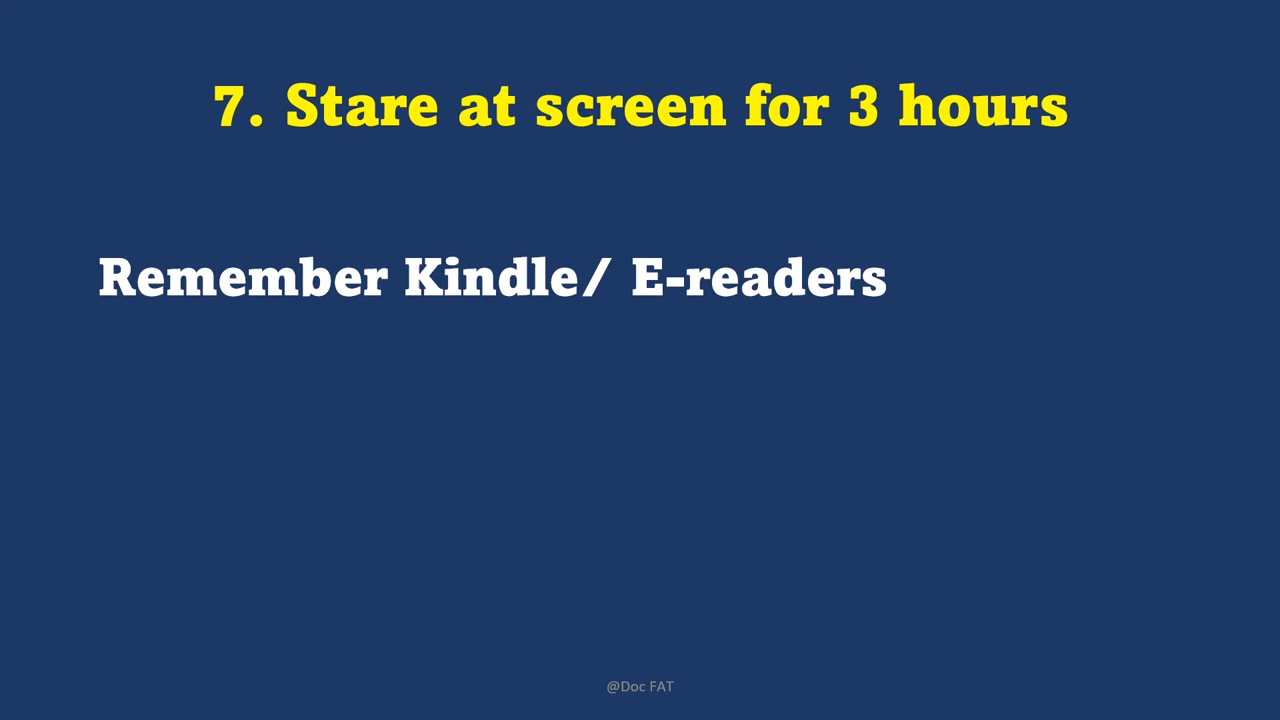 7. Stare at screen for 3 hours
Remember Kindle/ E-readers
@Doc FAT